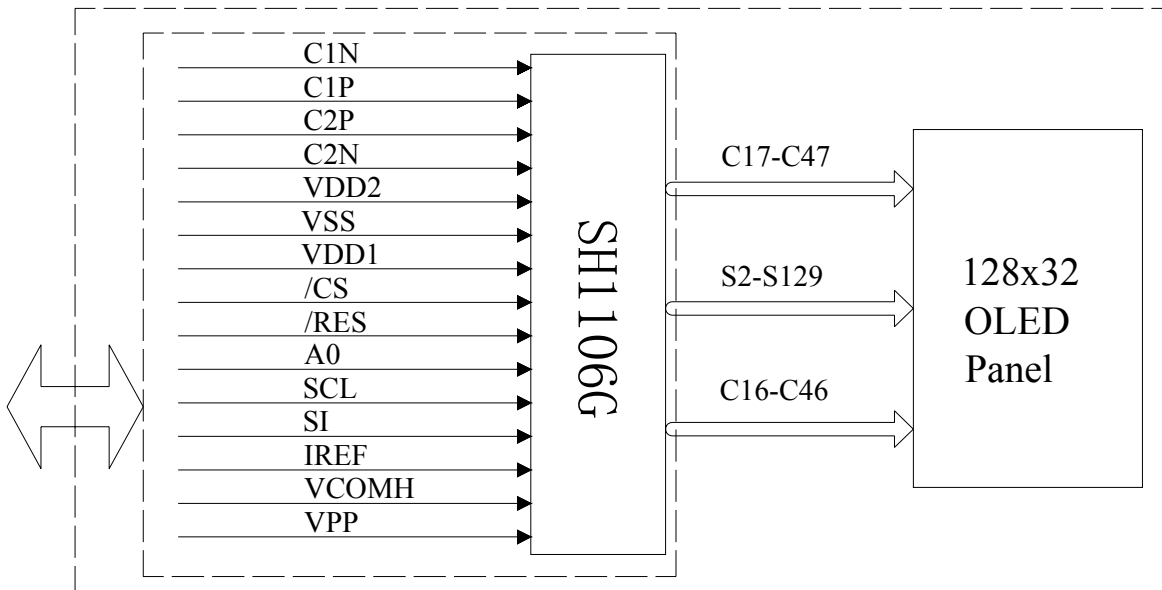 C1N
C1P
C2P
C2N
VDD2
VSS
VDD1
/CS
/RES
A0
SCL
SI
IREF
VCOMH
VPP
SH1106G
C17-C47
S2-S129
C16-C46
128x32
OLED
Panel